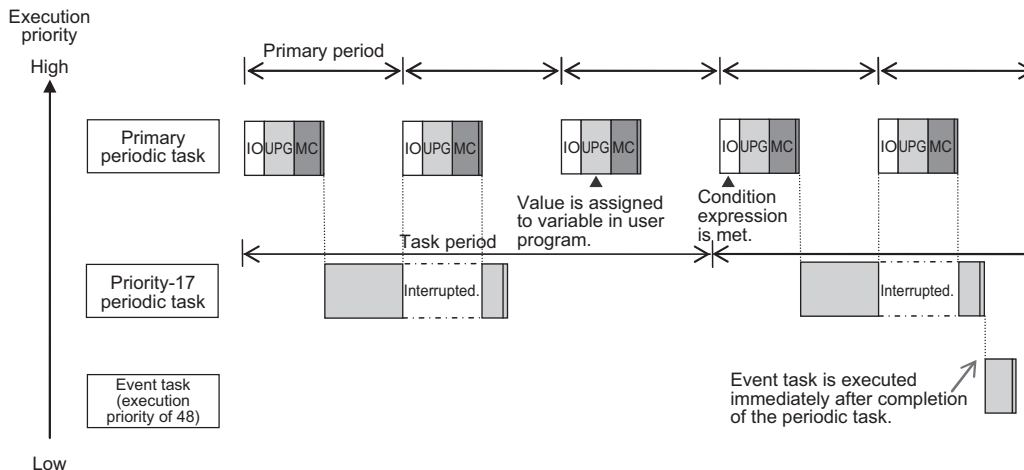 Execution
priority
High
Primary period
Primary
periodic task
IO UPG MC
IO UPG MC
IO UPG MC
IO UPG MC
IO UPG MC
Value is assigned
to variable in user
program.
Condition
expression
is met.
Task period
Priority-17
periodic task
Interrupted.
Interrupted.
Event task
(execution
priority of 48)
Event task is executed
immediately after completion
of the periodic task.
Low